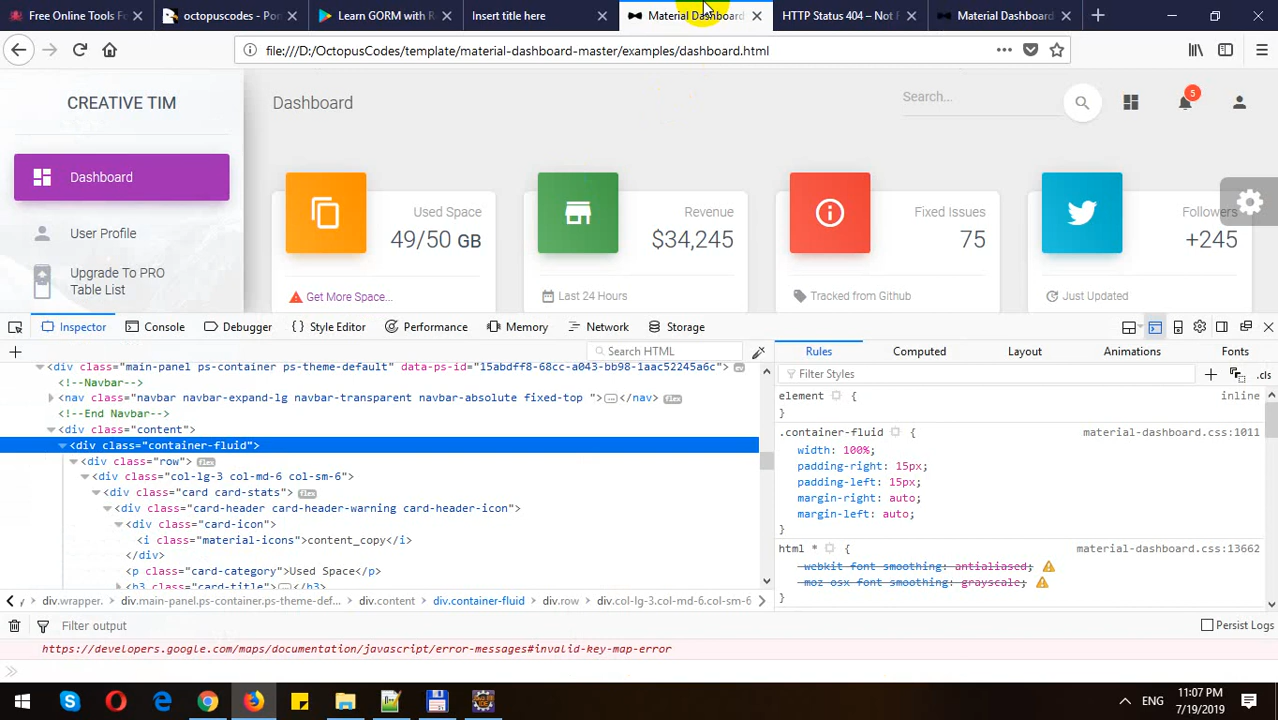 Free Online Tools F
octopuscodes - Por
Learn GORM with R
Insert title here
Material Dashboard
HTTP Status 404 – Not F
Material Dashboard
file:///D:/OctopusCodes/template/material-dashboard-master/examples/dashboard.html
CREATIVE TIM
Dashboard
Search...
5
Dashboard
User Profile
Upgrade To PRO
Table List
Used Space
49/50 GB
Get More Space...
Revenue
$34,245
Last 24 Hours
Fixed Issues
75
Tracked from Github
Followers
+245
Just Updated
Inspector
Console
Debugger
Style Editor
Performance
Memory
Network
Storage
Search HTML
<div class="main-panel ps-container ps-theme-default" data-ps-id="15abdff8-68cc-a043-bb98-1aac52245a6c"> ev
<!--Navbar-->
<nav class="navbar navbar-expand-lg navbar-transparent navbar-absolute fixed-top ">…</nav> flex
<!--End Navbar-->
<div class="content">
<div class="container-fluid">
<div class="row"> flex
<div class="col-lg-3 col-md-6 col-sm-6">
<div class="card card-stats"> flex
<div class="card-header card-header-warning card-header-icon">
<div class="card-icon">
<i class="material-icons">content_copy</i>
</div>
<p class="card-category">Used Space</p>
<h3 class="card-title">…</h3>
y
div.wrapper.
div.main-panel.ps-container.ps-theme-def…
div.content
div.container-fluid
div.row
div.col-lg-3.col-md-6.col-sm-6
Rules
Computed
Layout
Animations
Fonts
Filter Styles
.cls
element {
inline
}
.container-fluid {
material-dashboard.css:1011
width: 100%;
padding-right: 15px;
padding-left: 15px;
margin-right: auto;
margin-left: auto;
}
html * {
material-dashboard.css:13662
-webkit-font-smoothing: antialiased;
-moz-osx-font-smoothing: grayscale;
}
Filter output
Persist Logs
https://developers.google.com/maps/documentation/javascript/error-messages#invalid-key-map-error
ENG
11:07 PM
7/19/2019